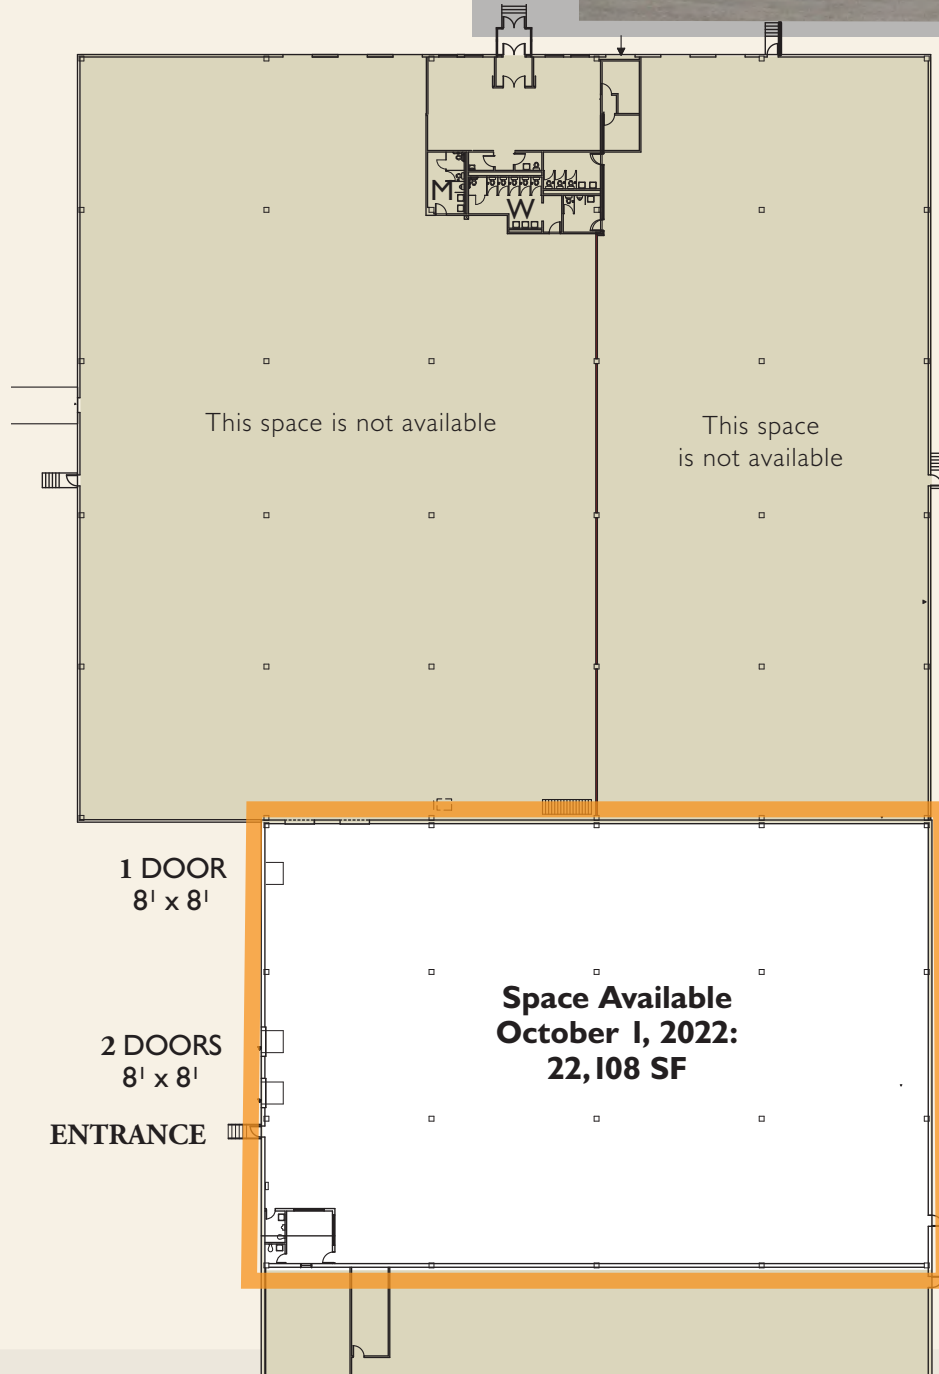 M
W
This space is not available
This space
is not available
1 DOOR
8' x 8'
Space Available
October 1, 2022:
22,108 SF
2 DOORS
8' x 8'
ENTRANCE